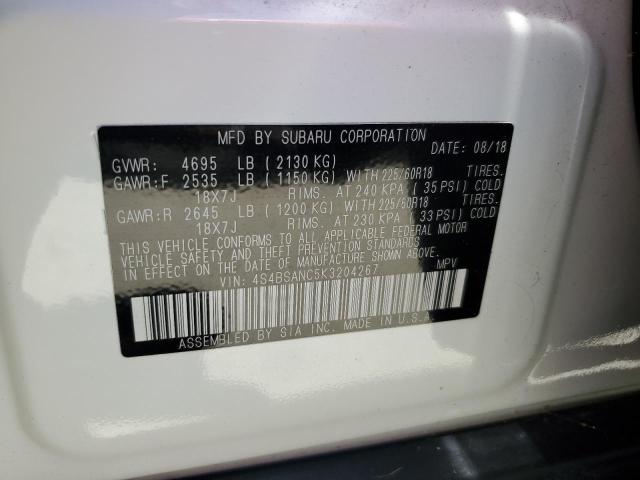 MFD BY SUBARU CORPORATION
DATE: 08/18
GVWR: 4695 LB (2130 KG)
GAWR:F 2535 LB (1150 KG) WITH 225/60R18 TIRES.
18X7J RIMS. AT 240 KPA (35 PSI) COLD
GAWR:R 2645 LB (1200 KG) WITH 225/60R18 TIRES.
18X7J RIMS. AT 230 KPA (33 PSI) COLD
THIS VEHICLE CONFORMS TO ALL APPLICABLE FEDERAL MOTOR
VEHICLE SAFETY, BUMPER, AND THEFT PREVENTION STANDARDS
IN EFFECT ON THE DATE OF MANUFACTURE SHOWN ABOVE.
VIN: 4S4BSANC5K3204267 MPV
ASSEMBLED BY SIA INC. MADE IN U.S.A.